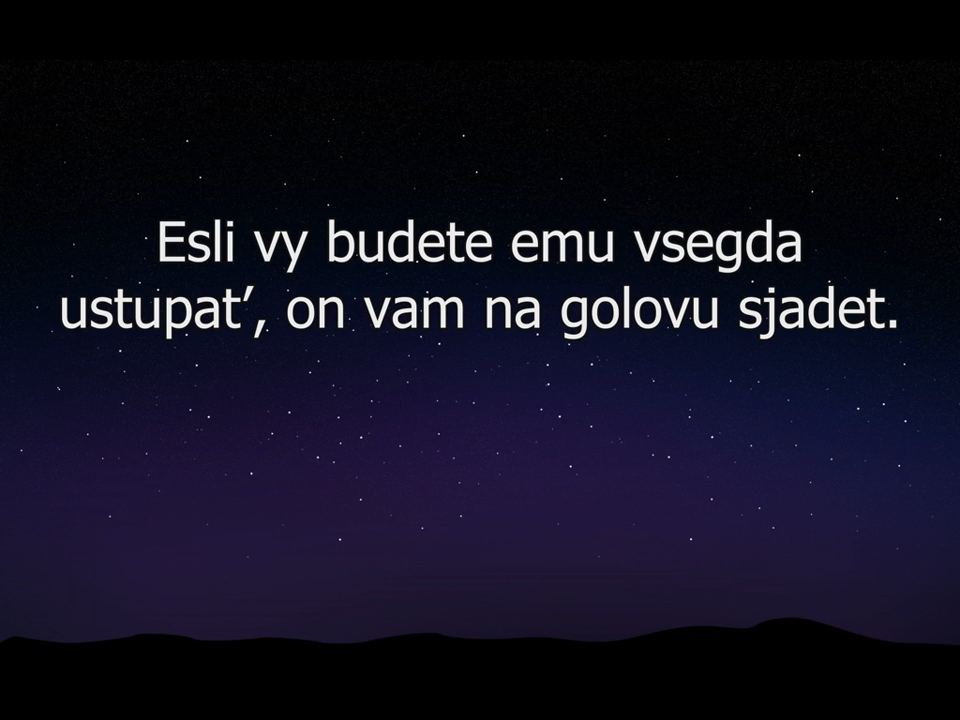 Esli vy budete emu vsegda
ustupat’, on vam na golovu sjadet.